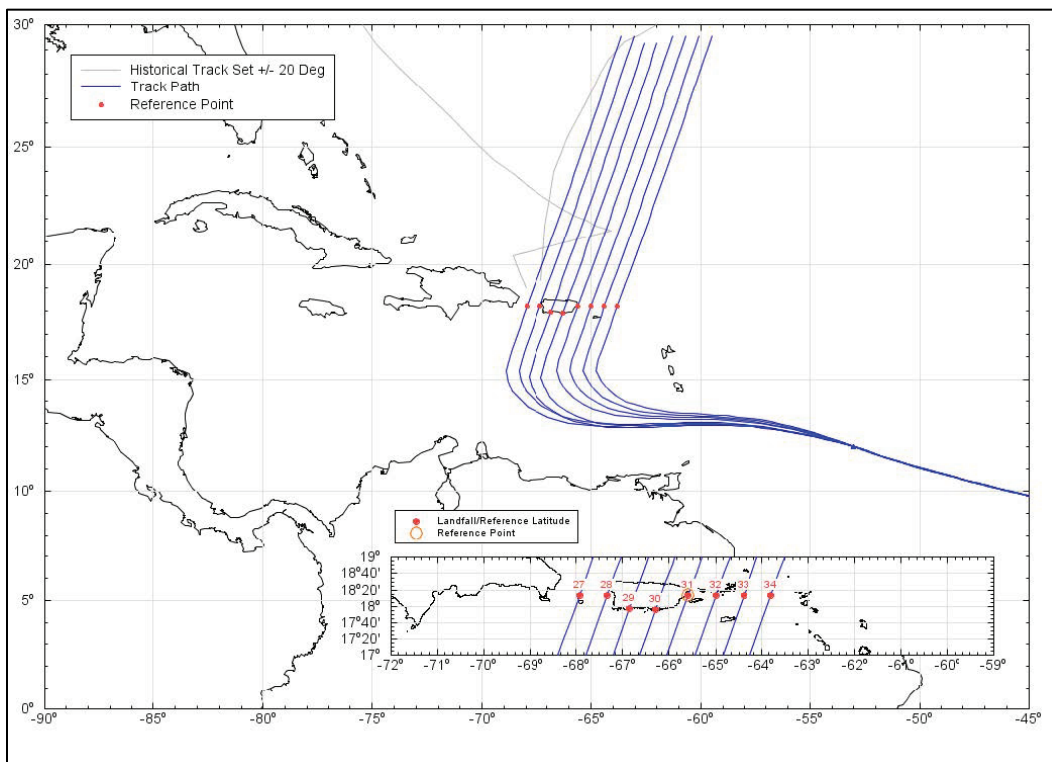 30°
Historical Track Set +/- 20 Deg
Track Path
Reference Point
25°
20°
15°
10°
Landfall/Reference Latitude
Reference Point
19°
18°40'
18°20'
18°
17°40'
17°20'
17°
27 28 29 30 31 32 33 34
-72° -71° -70° -69° -68° -67° -66° -65° -64° -63° -62° -61° -60° -59°
5°
0°
-90° -85° -80° -75° -70° -65° -60° -55° -50° -45°